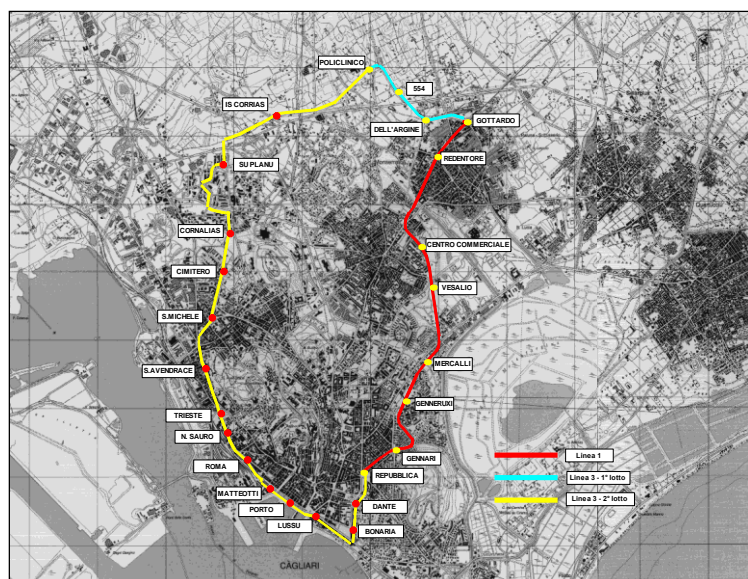 POLICLINICO
554
IS CORRIAS
DELL'ARGINE
GOTTARDO
REDENTORE
SU PLANU
CORNALIAS
CENTRO COMMERCIALE
CIMITERO
VESALIO
S.MICHELE
MERCALLI
S.AVENDRACE
GENNERUXI
TRIESTE
N. SAURO
GENNARI
Linea 1
ROMA
REPUBBLICA
Linea 3 - 1° lotto
MATTEOTTI
Linea 3 - 2° lotto
PORTO
DANTE
LUSSU
BONARIA
CÀGLIARI